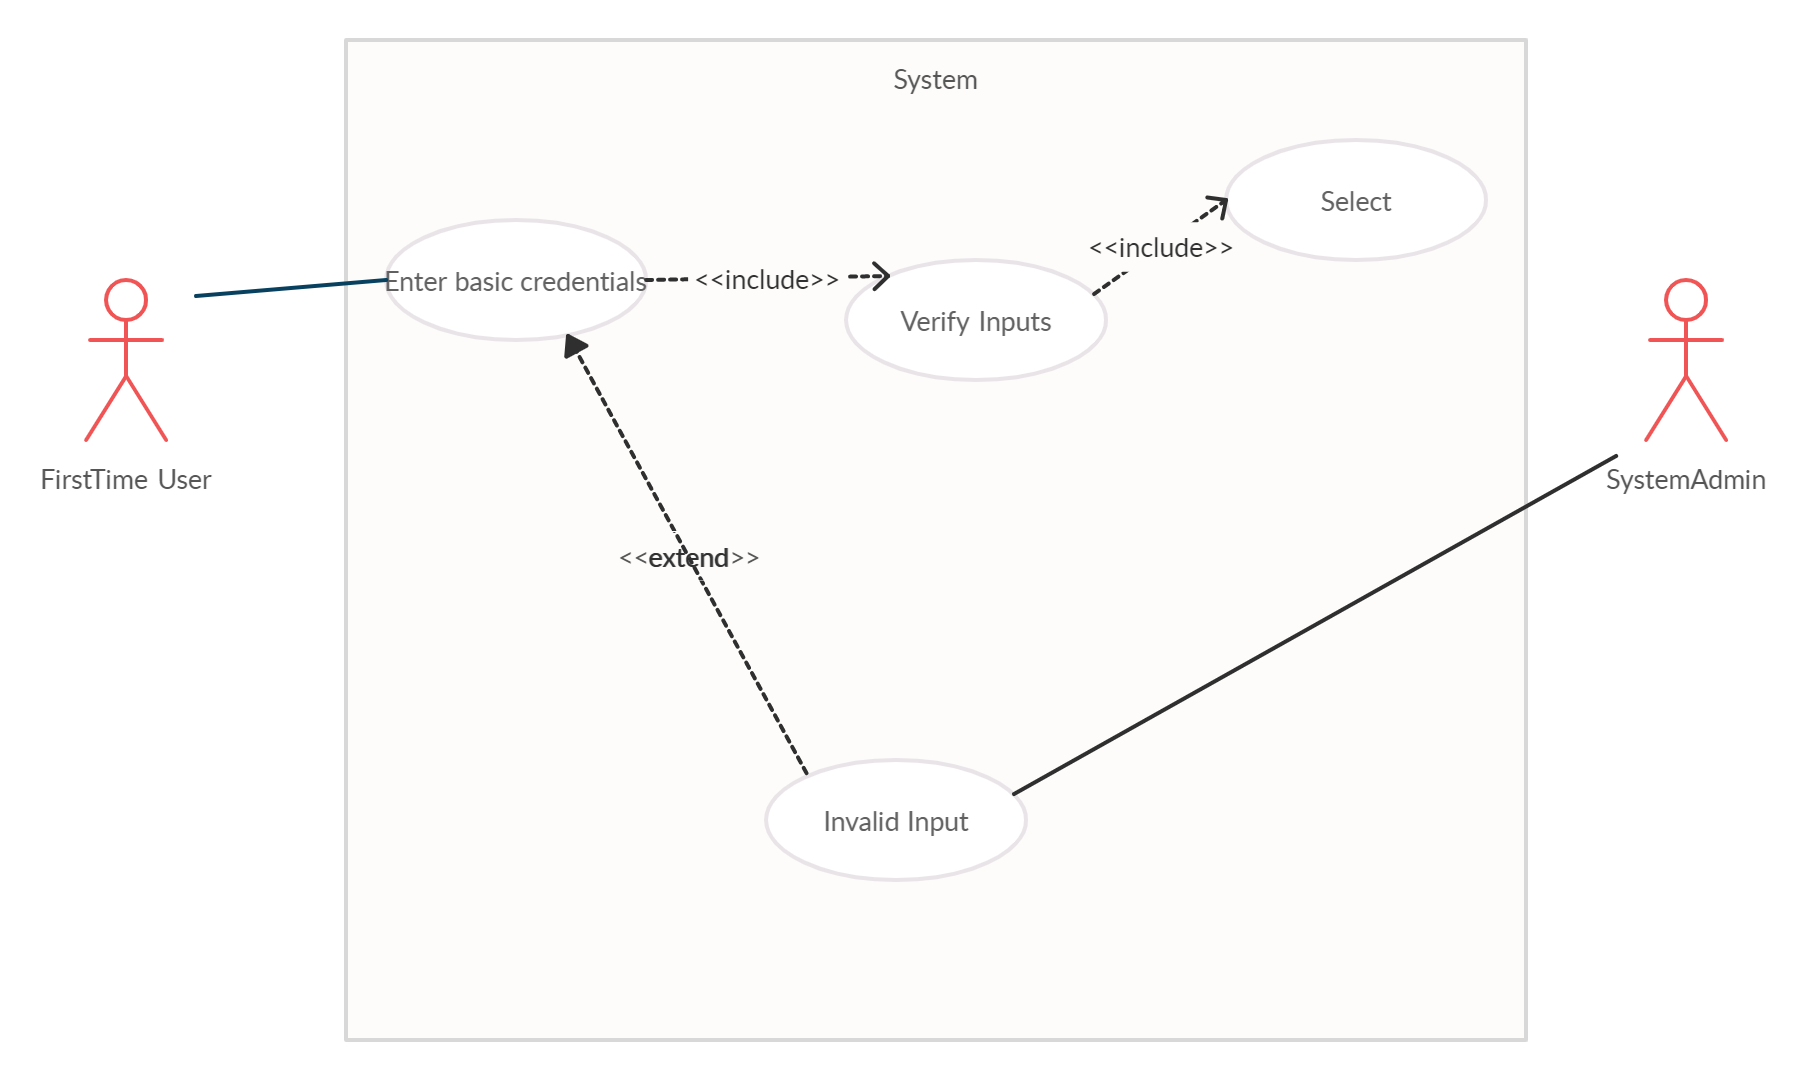 System
Select
<<include>>
Enter basic credentials
<<include>>
Verify Inputs
FirstTime User
SystemAdmin
<<extend>>
Invalid Input